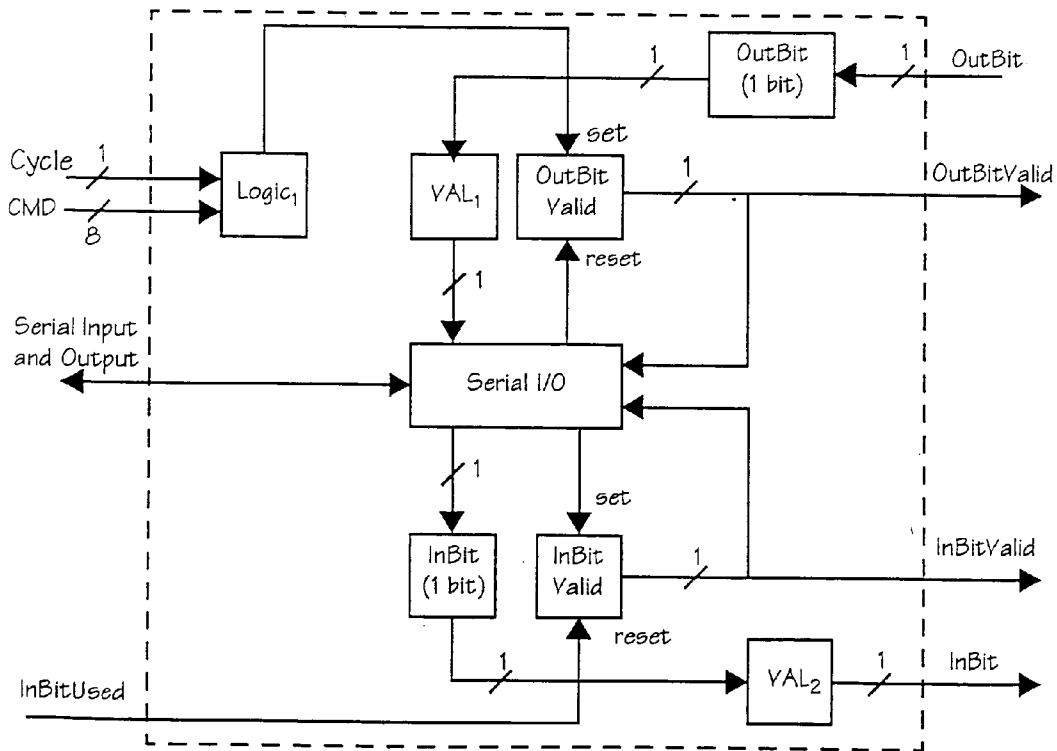 1
OutBit
(1 bit)
1
OutBit
set
Cycle
1
CMD
8
Logic₁
VAL₁
OutBit
Valid
1
OutBitValid
reset
1
Serial Input
and Output
Serial I/O
1
set
InBit
(1 bit)
InBit
Valid
1
InBitValid
reset
1
VAL₂
1
InBit
InBitUsed